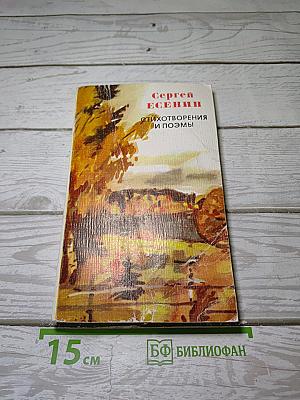 Сергей
ЕСЕНИН
СТИХОТВОРЕНИЯ
И ПОЭМЫ
15 см
БФ БИБЛИОФАН